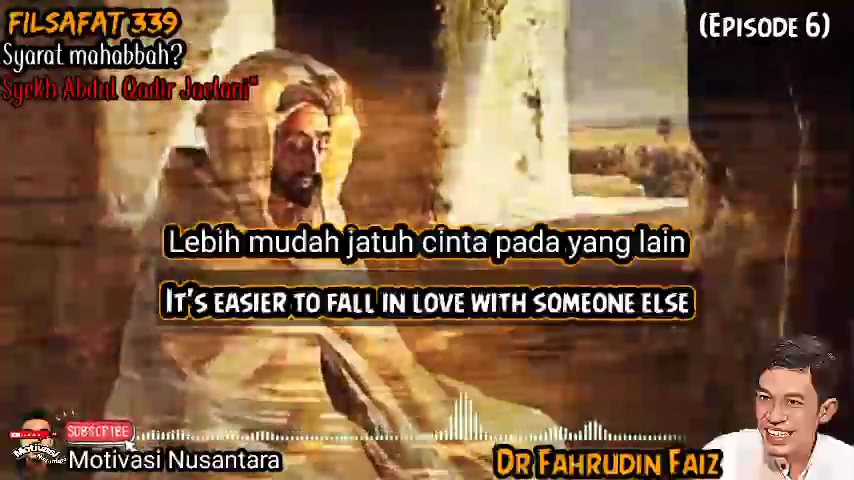 FILSAFAT 339
(EPISODE 6)
Syarat mahabbah?
Syekh Abdul Qadir Jaelani"
Lebih mudah jatuh cinta pada yang lain
IT'S EASIER TO FALL IN LOVE WITH SOMEONE ELSE
SUBSCRIBE
Motivasi Nusantara
DR FAHRUDIN FAIZ